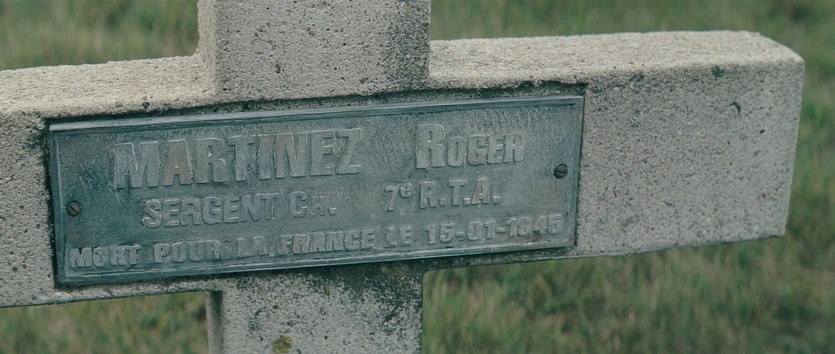 MARTINEZ ROGER
SERGENT CH. 7e R.T.A.
MORT POUR LA FRANCE LE 15-01-1945